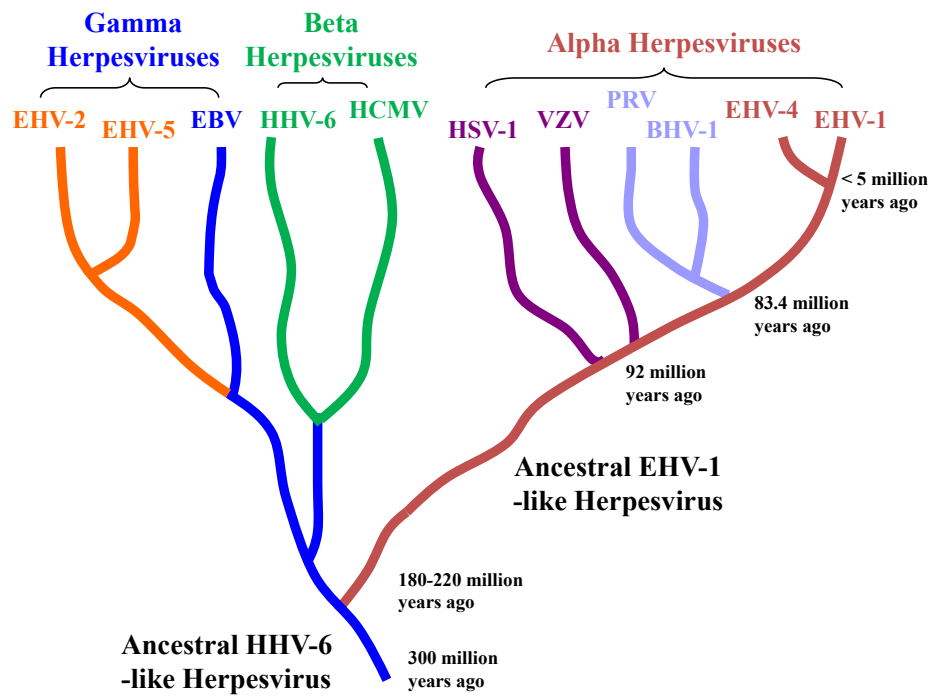 Gamma
Herpesviruses
Beta
Herpesviruses
Alpha Herpesviruses
EHV-2
EHV-5
EBV
HHV-6
HCMV
HSV-1
VZV
PRV
BHV-1
EHV-4
EHV-1
< 5 million
years ago
83.4 million
years ago
92 million
years ago
Ancestral EHV-1
-like Herpesvirus
180-220 million
years ago
Ancestral HHV-6
-like Herpesvirus
300 million
years ago